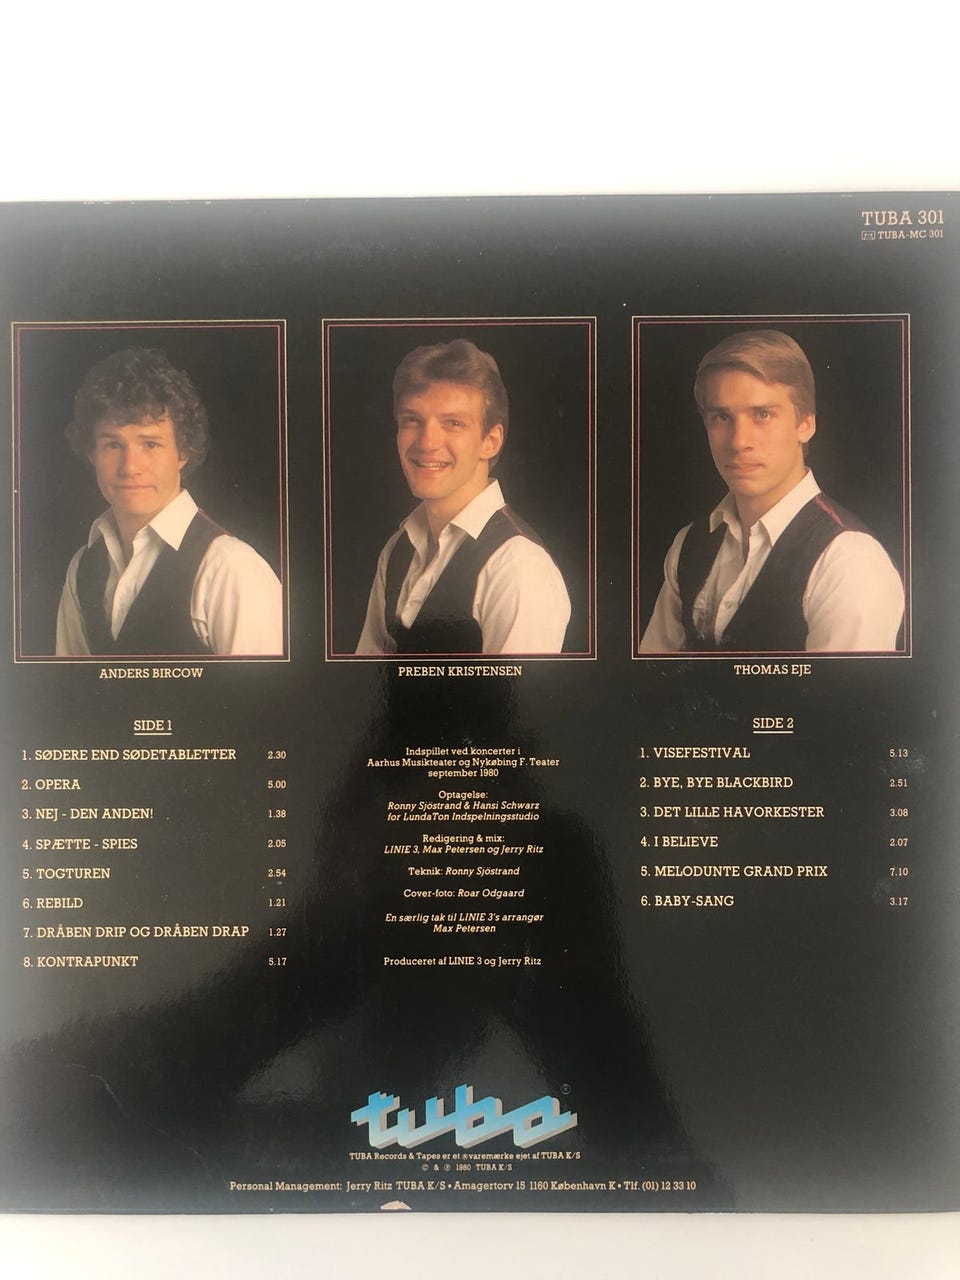 TUBA 301
TUBA-MC 301
ANDERS BIRCOW
PREBEN KRISTENSEN
THOMAS EJE
SIDE 1
1. SØDERE END SØDETABLETTER 2.30
2. OPERA 5.00
3. NEJ - DEN ANDEN! 1.38
4. SPÆTTE - SPIES 2.05
5. TOGTUREN 2.54
6. REBILD 1.21
7. DRÅBEN DRIP OG DRÅBEN DRAP 1.27
8. KONTRAPUNKT 5.17
Indspillet ved koncerter i
Aarhus Musikteater og Nykøbing F. Teater
september 1980
Optagelse:
Ronny Sjöstrand & Hansi Schwarz
for LundaTon Indspelningsstudio
Redigering & mix:
LINIE 3, Max Petersen og Jerry Ritz
Teknik: Ronny Sjöstrand
Cover-foto: Roar Odgaard
En særlig tak til LINIE 3's arrangør
Max Petersen
Produceret af LINIE 3 og Jerry Ritz
SIDE 2
1. VISEFESTIVAL 5.13
2. BYE, BYE BLACKBIRD 2.51
3. DET LILLE HAVORKESTER 3.08
4. I BELIEVE 2.07
5. MELODUNTE GRAND PRIX 7.10
6. BABY-SANG 3.17
tuba ®
TUBA Records & Tapes er et ® varemærke ejet af TUBA K/S
© & ℗ 1980 TUBA K/S
Personal Management: Jerry Ritz TUBA K/S • Amagertorv 15 1160 København K • Tlf. (01) 12 33 10